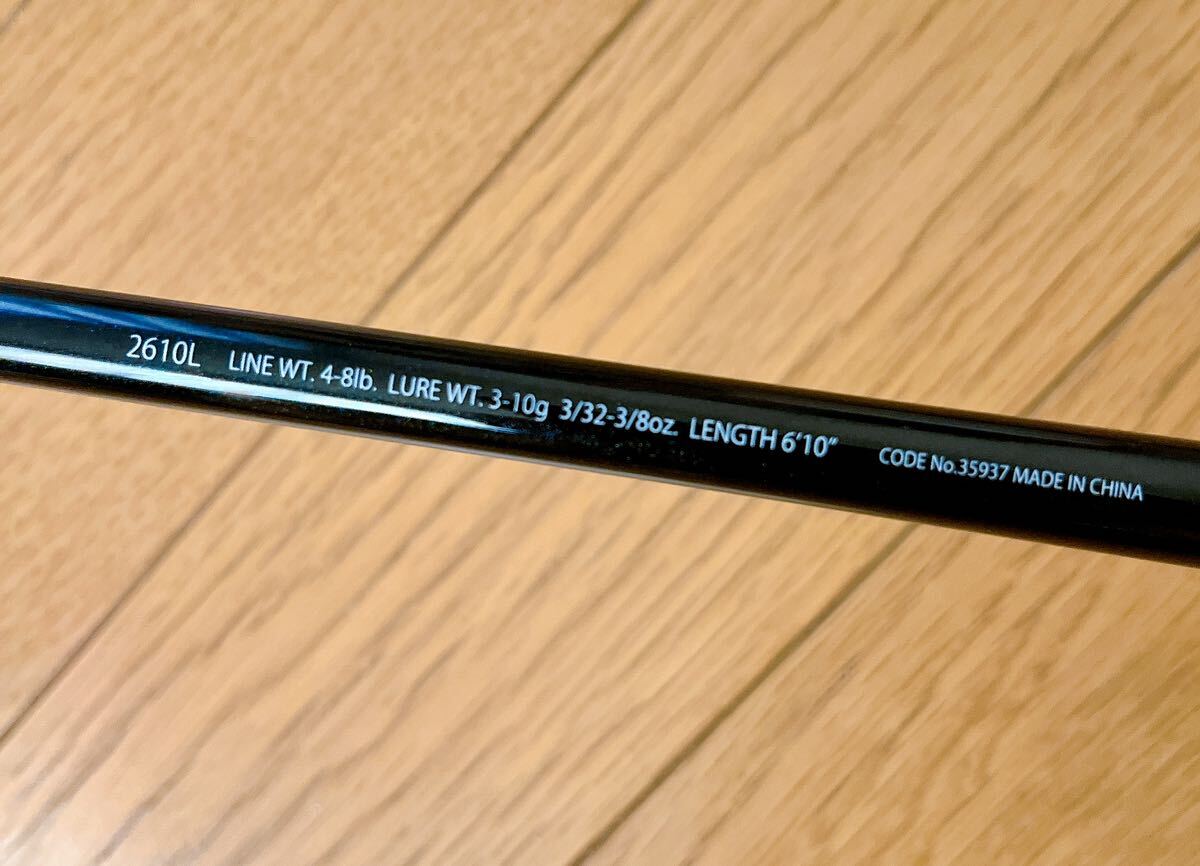 2610L LINE WT. 4-8lb. LURE WT. 3-10g 3/32-3/8oz. LENGTH 6'10" CODE No.35937 MADE IN CHINA